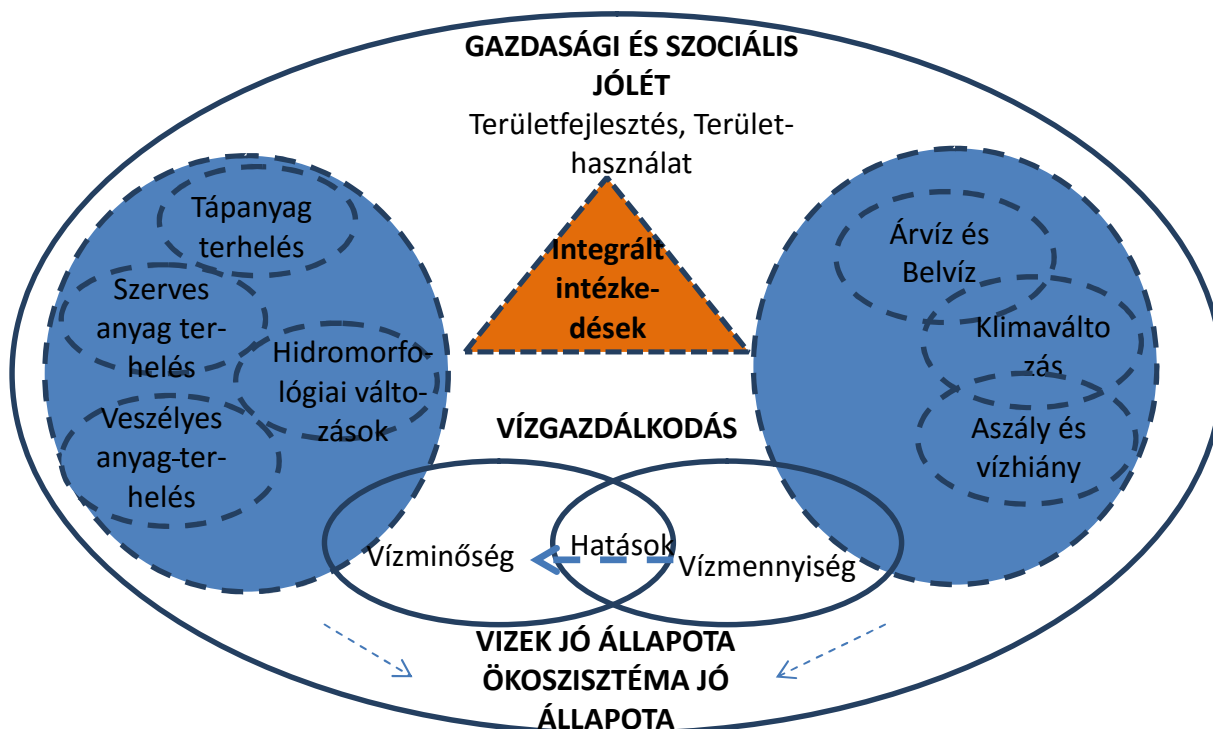 GAZDASÁGI ÉS SZOCIÁLIS
JÓLÉT
Területfejlesztés, Terület-
használat
Tápanyag
terhelés
Szerves
anyag ter-
helés
Hidromorfo-
lógiai válto-
zások
Veszélyes
anyag-ter-
helés
Integrált
intézke-
dések
Árvíz és
Belvíz
Klimaválto
zás
Aszály és
vízhiány
VÍZGAZDÁLKODÁS
Vízminőség
Hatások
Vízmennyiség
VIZEK JÓ ÁLLAPOTA
ÖKOSZISZTÉMA JÓ
ÁLLAPOTA